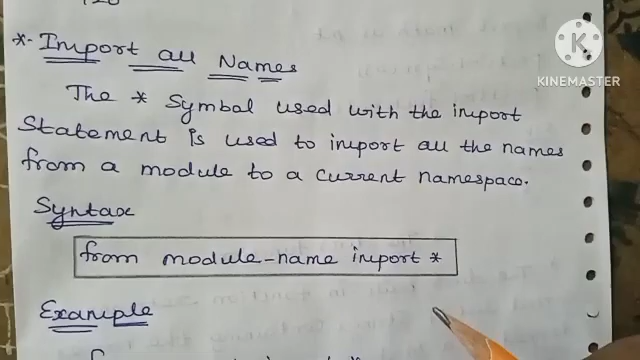 120
*- Import all Names
The * Symbol used with the import
Statement is used to import all the names
from a module to a current namespace.
Syntax
from module-name import *
Example
KINEMASTER